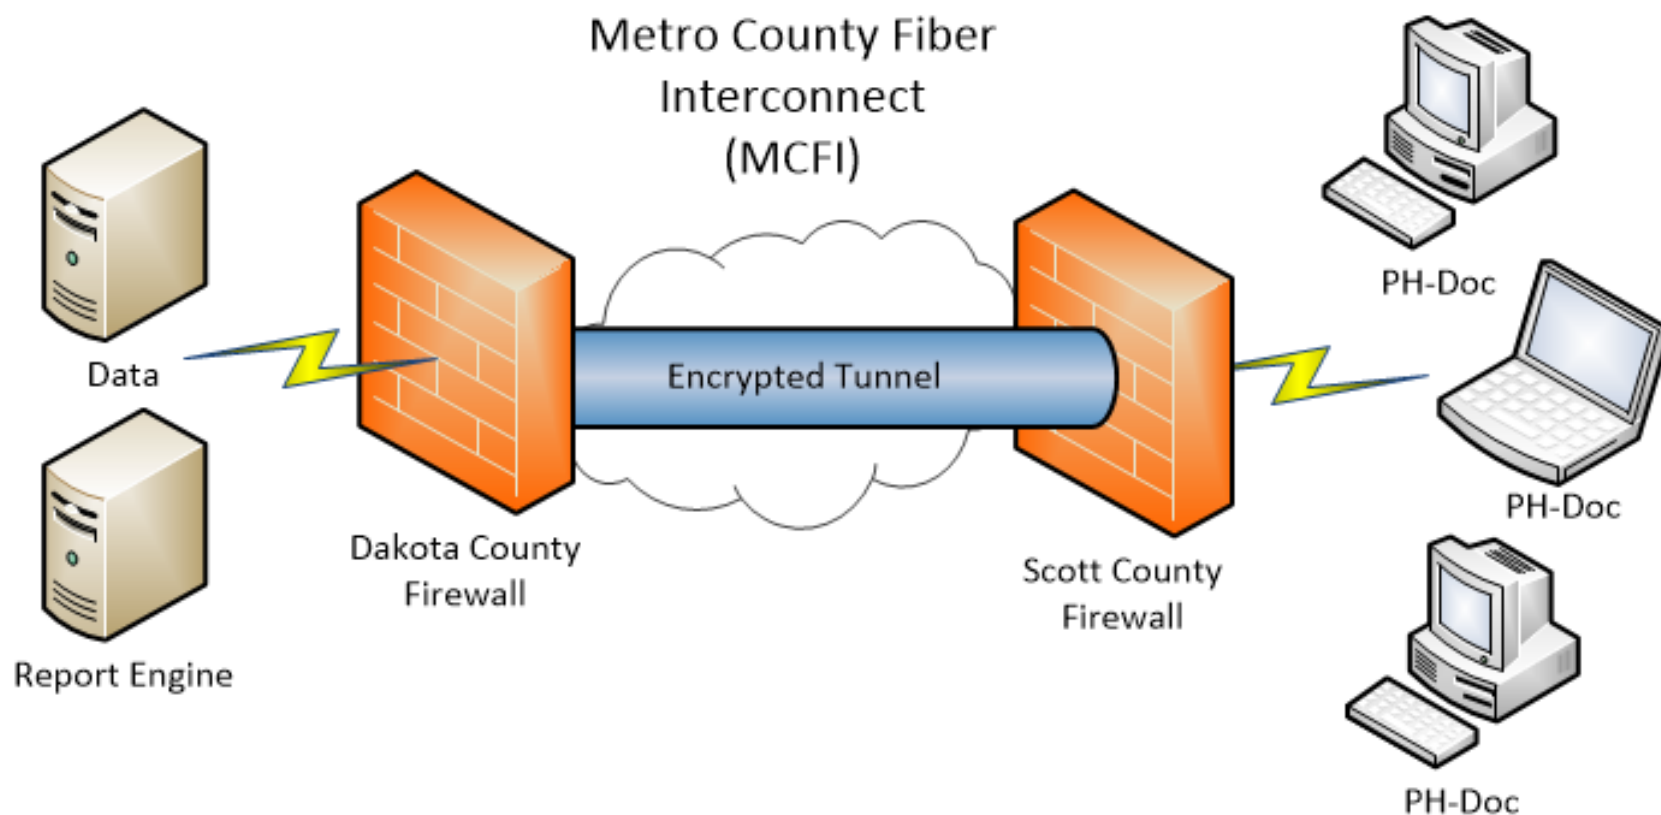 Metro County Fiber
Interconnect
(MCFI)
Data
Report Engine
Dakota County
Firewall
Encrypted Tunnel
Scott County
Firewall
PH-Doc
PH-Doc
PH-Doc